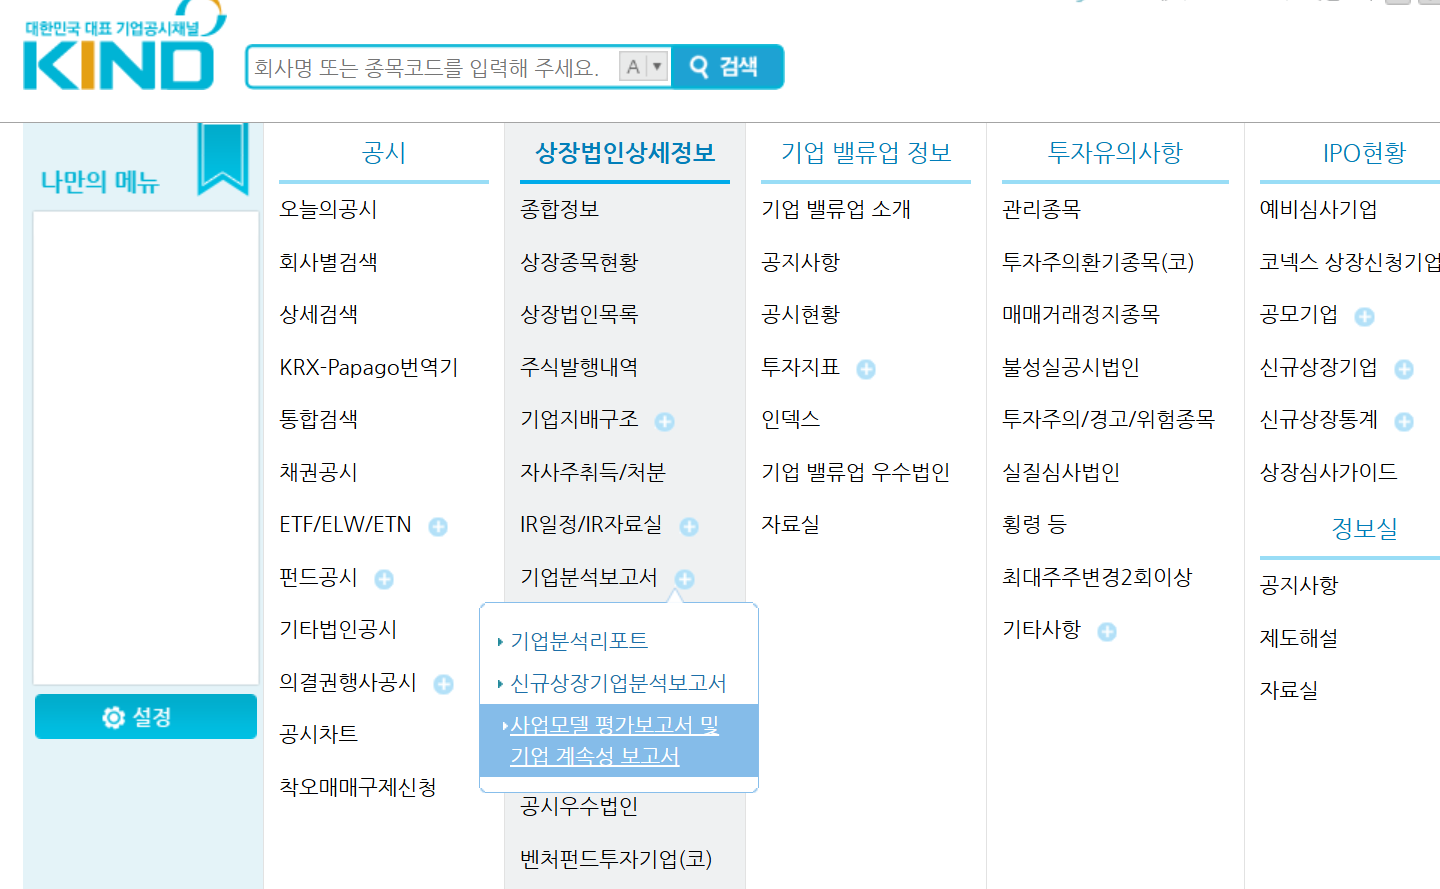 대한민국 대표 기업공시채널
KIND
회사명 또는 종목코드를 입력해 주세요.
A
검색
나만의 메뉴
설정
공시
오늘의공시
회사별검색
상세검색
KRX-Papago번역기
통합검색
채권공시
ETF/ELW/ETN
펀드공시
기타법인공시
의결권행사공시
공시차트
착오매매구제신청
상장법인상세정보
종합정보
상장종목현황
상장법인목록
주식발행내역
기업지배구조
자사주취득/처분
IR일정/IR자료실
기업분석보고서
기업분석리포트
신규상장기업분석보고서
사업모델 평가보고서 및
기업 계속성 보고서
공시우수법인
벤처펀드투자기업(코)
기업 밸류업 정보
기업 밸류업 소개
공지사항
공시현황
투자지표
인덱스
기업 밸류업 우수법인
자료실
투자유의사항
관리종목
투자주의환기종목(코)
매매거래정지종목
불성실공시법인
투자주의/경고/위험종목
실질심사법인
횡령 등
최대주주변경2회이상
기타사항
IPO현황
예비심사기업
코넥스 상장신청기업
공모기업
신규상장기업
신규상장통계
상장심사가이드
정보실
공지사항
제도해설
자료실